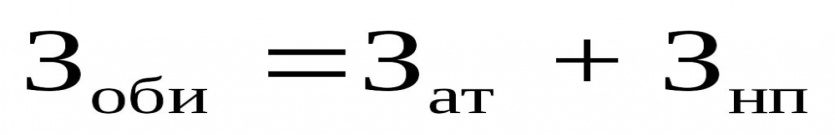 З_оби = З_ат + З_нп